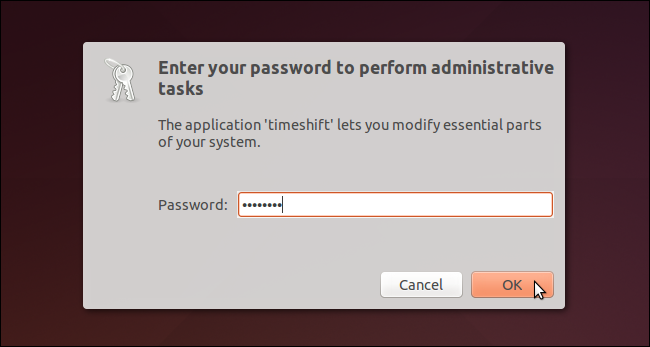 Enter your password to perform administrative
tasks
The application 'timeshift' lets you modify essential parts
of your system.
Password: ••••••••
Cancel OK